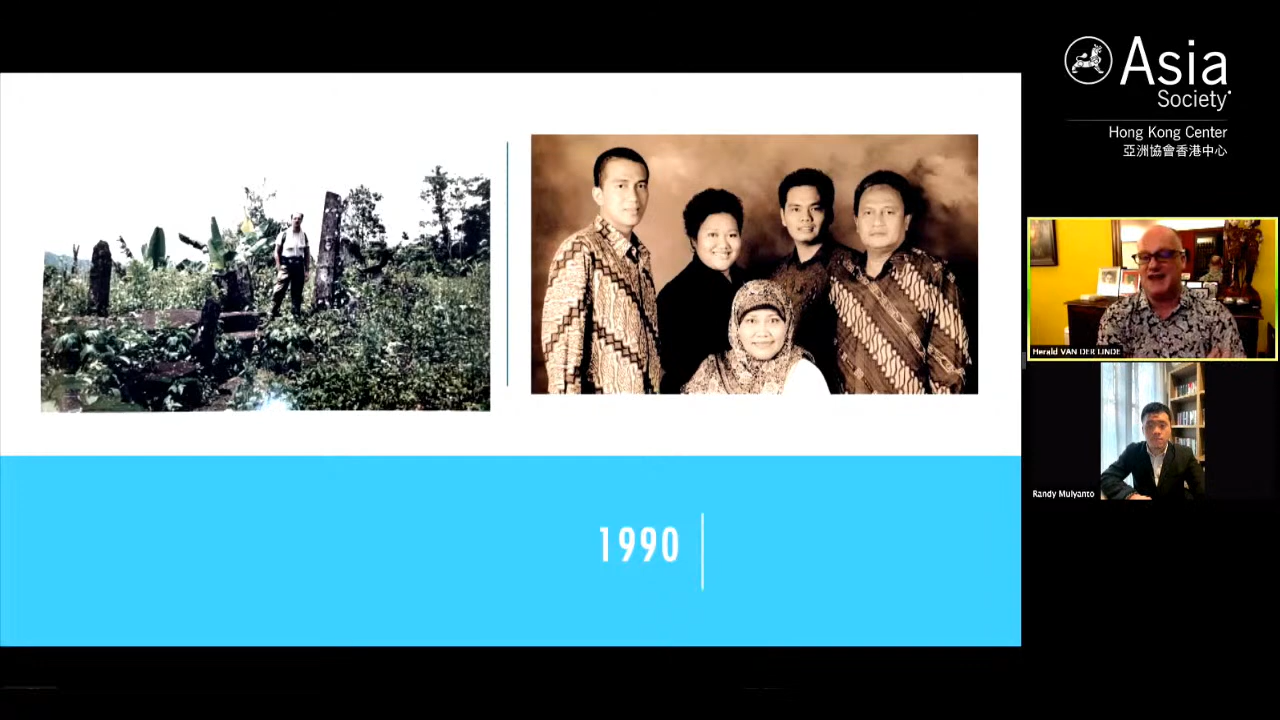 Asia
Society
Hong Kong Center
亞洲協會香港中心
Herald VAN DER LINDE
Randy Mulyanto
1990